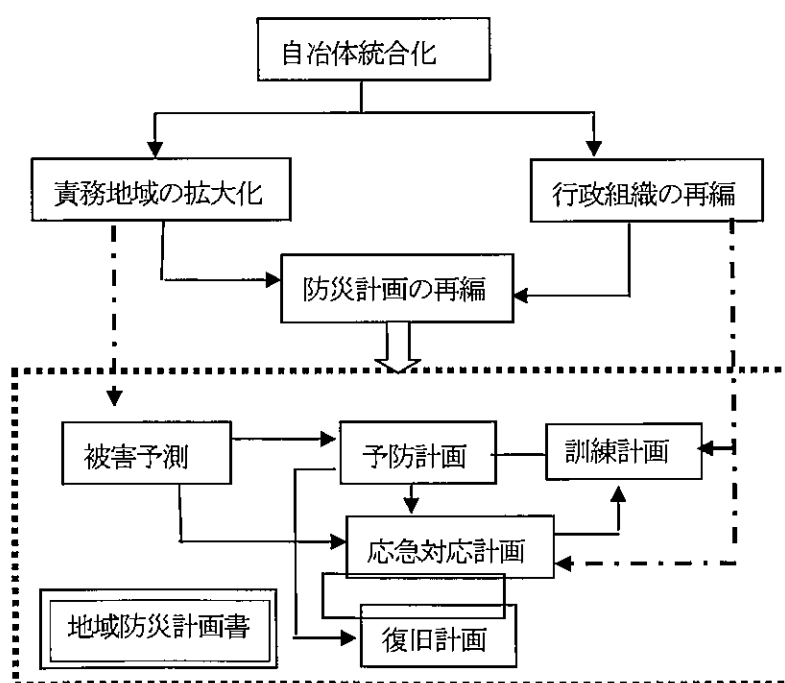 自冶体統合化
責務地域の拡大化
行政組織の再編
防災計画の再編
被害予測
予防計画
訓練計画
応急対応計画
地域防災計画書
復旧計画